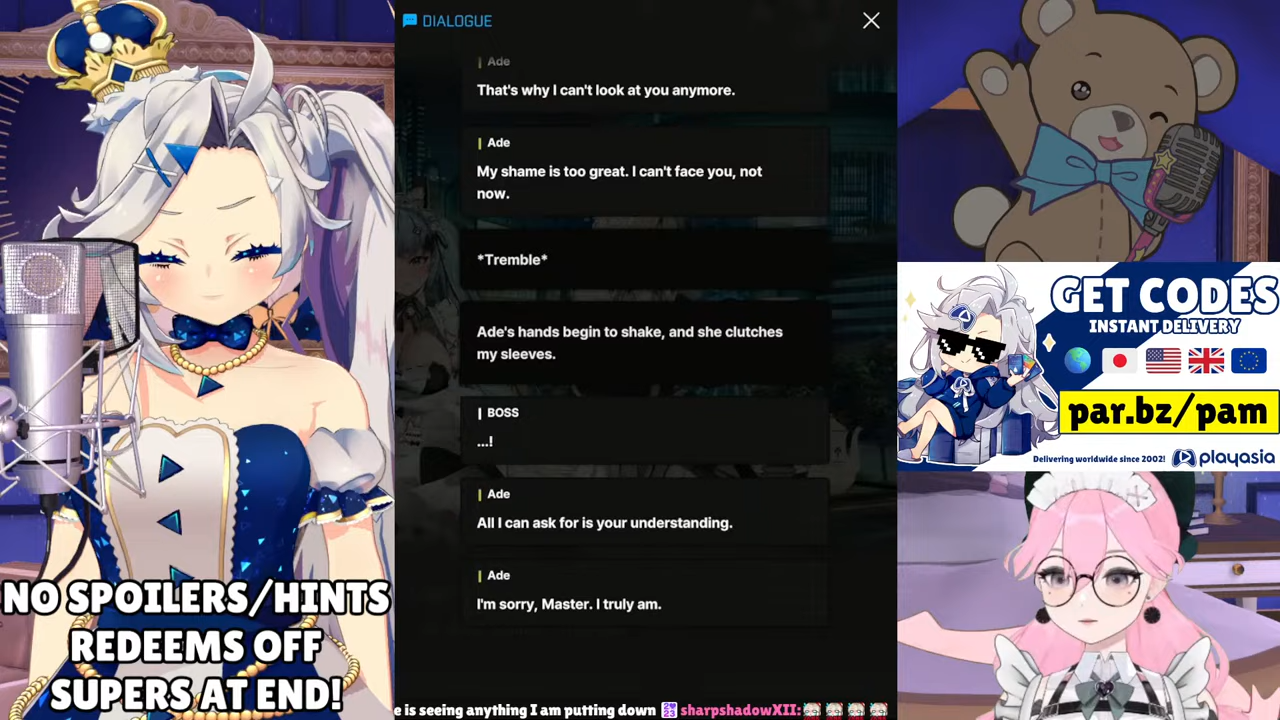 DIALOGUE
Ade
That's why I can't look at you anymore.
Ade
My shame is too great. I can't face you, not
now.
*Tremble*
Ade's hands begin to shake, and she clutches
my sleeves.
BOSS
...!
Ade
All I can ask for is your understanding.
Ade
I'm sorry, Master. I truly am.
NO SPOILERS/HINTS
REDEEMS OFF
SUPERS AT END!
GET CODES
INSTANT DELIVERY
par.bz/pam
Delivering worldwide since 2002!
playasia
e is seeing anything I am putting down sharpshadowXII: